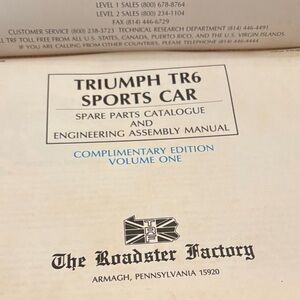 LEVEL 1 SALES (800) 678-8764
LEVEL 2 SALES (800) 234-1104
FAX (814) 446-6729
CUSTOMER SERVICE (800) 238-3723 TECHNICAL RESEARCH DEPARTMENT (814) 446-4491
ALL TRF TOLL FREE FROM ALL U.S. STATES, CANADA, PUERTO RICO, AND THE U.S. VIRGIN ISLANDS.
IF YOU ARE CALLING FROM OTHER COUNTRIES, PLEASE TELEPHONE (814) 446-4444
TRIUMPH TR6
SPORTS CAR
SPARE PARTS CATALOGUE
AND
ENGINEERING ASSEMBLY MANUAL
COMPLIMENTARY EDITION
VOLUME ONE
The Roadster Factory
ARMAGH, PENNSYLVANIA 15920